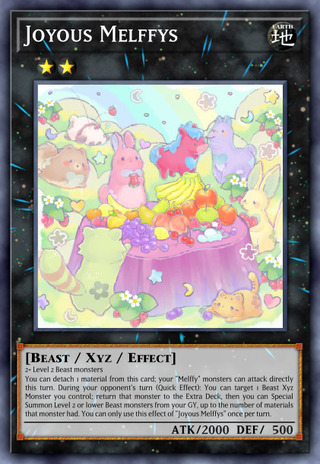 Joyous Melffys
EARTH
地
[Beast / Xyz / Effect]
2+ Level 2 Beast monsters
You can detach 1 material from this card; your "Melffy" monsters can attack directly
this turn. During your opponent's turn (Quick Effect): You can target 1 Beast Xyz
Monster you control; return that monster to the Extra Deck, then you can Special
Summon Level 2 or lower Beast monsters from your GY, up to the number of materials
that monster had. You can only use this effect of "Joyous Melffys" once per turn.
ATK/2000 DEF/ 500